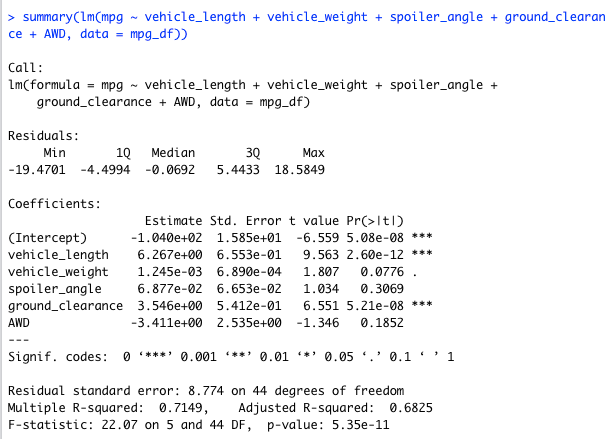 > summary(lm(mpg ~ vehicle_length + vehicle_weight + spoiler_angle + ground_clearan
ce + AWD, data = mpg_df))
Call:
lm(formula = mpg ~ vehicle_length + vehicle_weight + spoiler_angle +
    ground_clearance + AWD, data = mpg_df)
Residuals:
     Min       1Q   Median       3Q      Max
-19.4701  -4.4994  -0.0692   5.4433  18.5849
Coefficients:
                   Estimate Std. Error t value Pr(>|t|)
(Intercept)      -1.040e+02  1.585e+01  -6.559 5.08e-08 ***
vehicle_length    6.267e+00  6.553e-01   9.563 2.60e-12 ***
vehicle_weight    1.245e-03  6.890e-04   1.807   0.0776 .
spoiler_angle     6.877e-02  6.653e-02   1.034   0.3069
ground_clearance  3.546e+00  5.412e-01   6.551 5.21e-08 ***
AWD              -3.411e+00  2.535e+00  -1.346   0.1852
---
Signif. codes:  0 ‘***’ 0.001 ‘**’ 0.01 ‘*’ 0.05 ‘.’ 0.1 ‘ ’ 1
Residual standard error: 8.774 on 44 degrees of freedom
Multiple R-squared:  0.7149,    Adjusted R-squared:  0.6825
F-statistic: 22.07 on 5 and 44 DF,  p-value: 5.35e-11